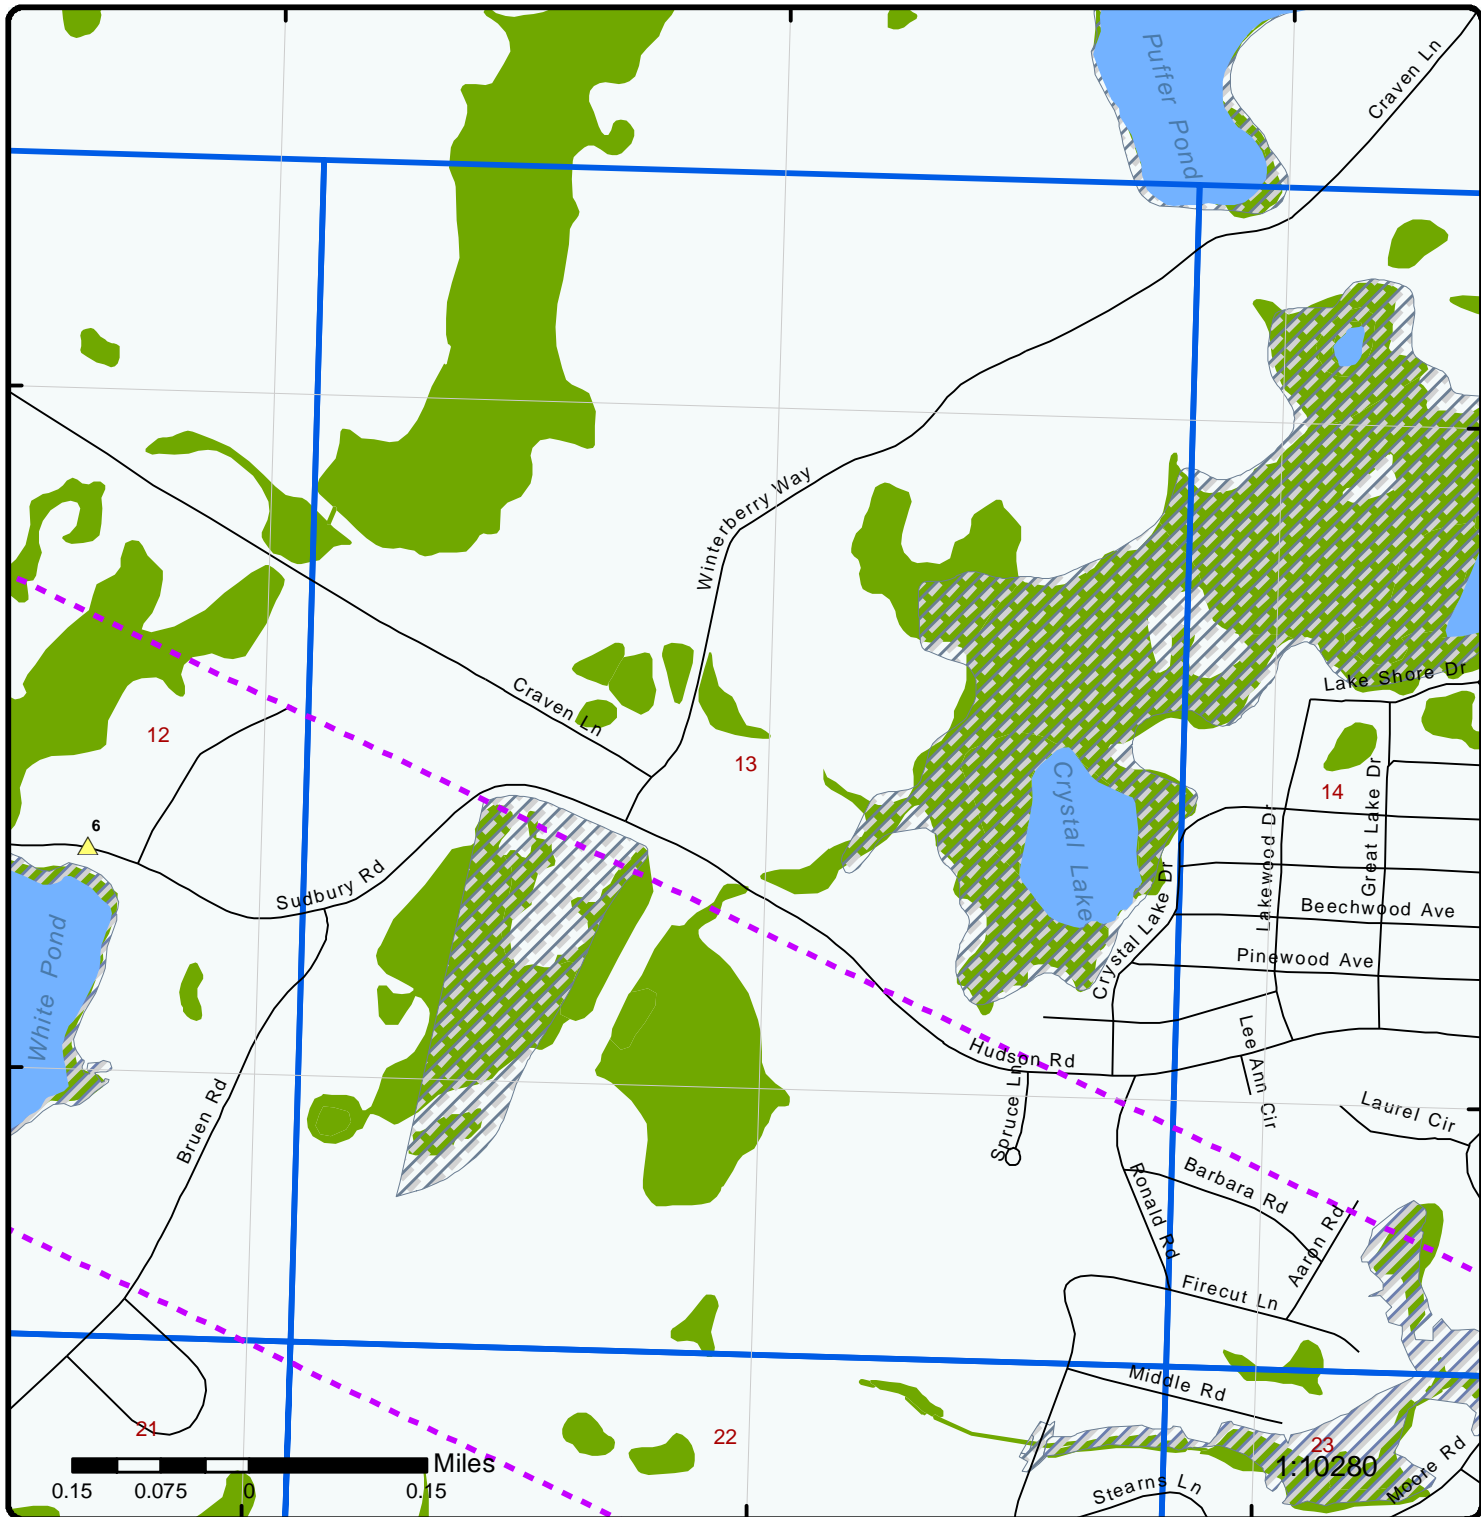 Puffer Pond
Craven Ln
Winterberry Way
Lake Shore Dr
Craven Ln
12
13
14
6
Crystal Lake
Lakewood Dr
Great Lake Dr
Sudbury Rd
Crystal Lake Dr
Beechwood Ave
Pinewood Ave
White Pond
Hudson Rd
Lee Ann Cir
Spruce Ln
Bruen Rd
Laurel Cir
Ronald Rd
Barbara Rd
Aaron Rd
Firecut Ln
Middle Rd
21
22
23
Miles
1:10280
0.15 0.075 0 0.15
Stearns Ln
Moore Rd